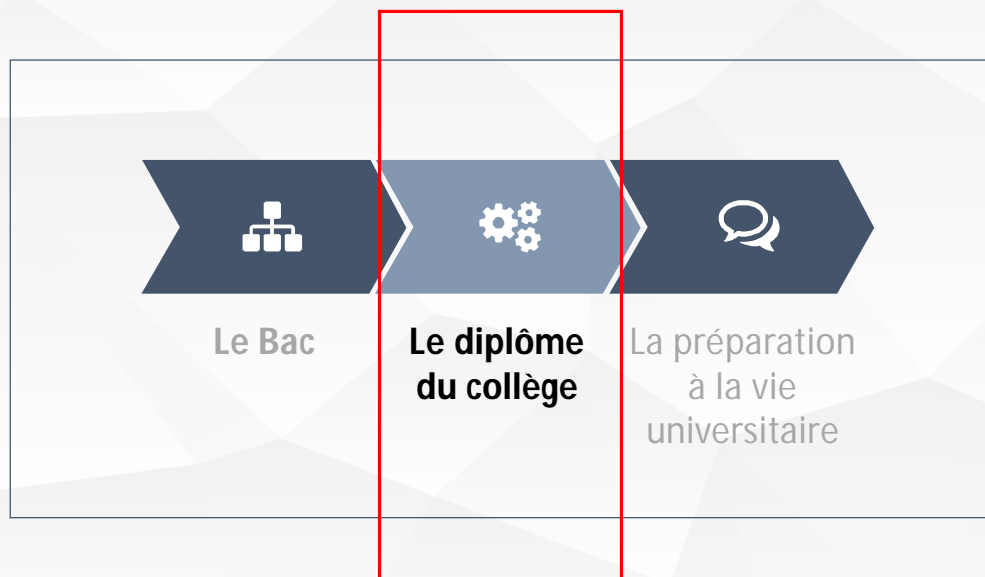 Le Bac
Le diplôme
du collège
La préparation
à la vie
universitaire